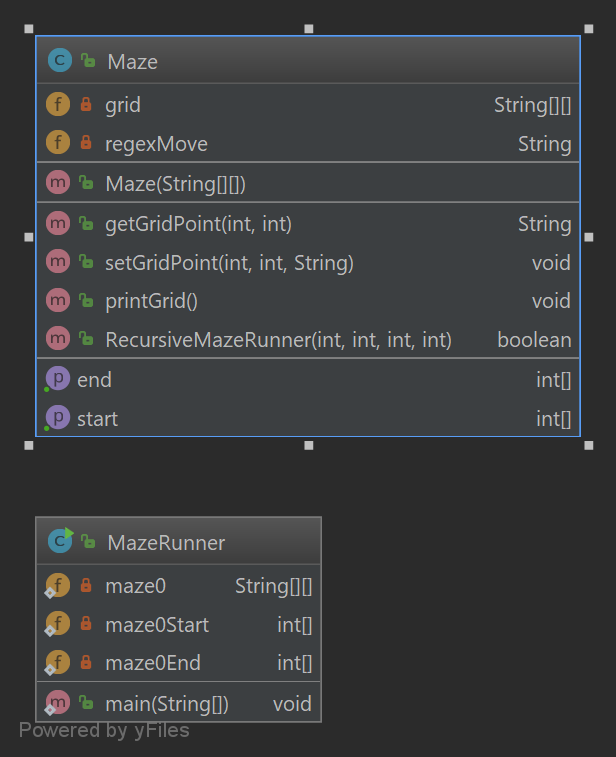 C Maze
f grid String[][]
f regexMove String
m Maze(String[][])
m getGridPoint(int, int) String
m setGridPoint(int, int, String) void
m printGrid() void
m RecursiveMazeRunner(int, int, int, int) boolean
p end int[]
p start int[]
C MazeRunner
f maze0 String[][]
f maze0Start int[]
f maze0End int[]
m main(String[]) void
Powered by yFiles